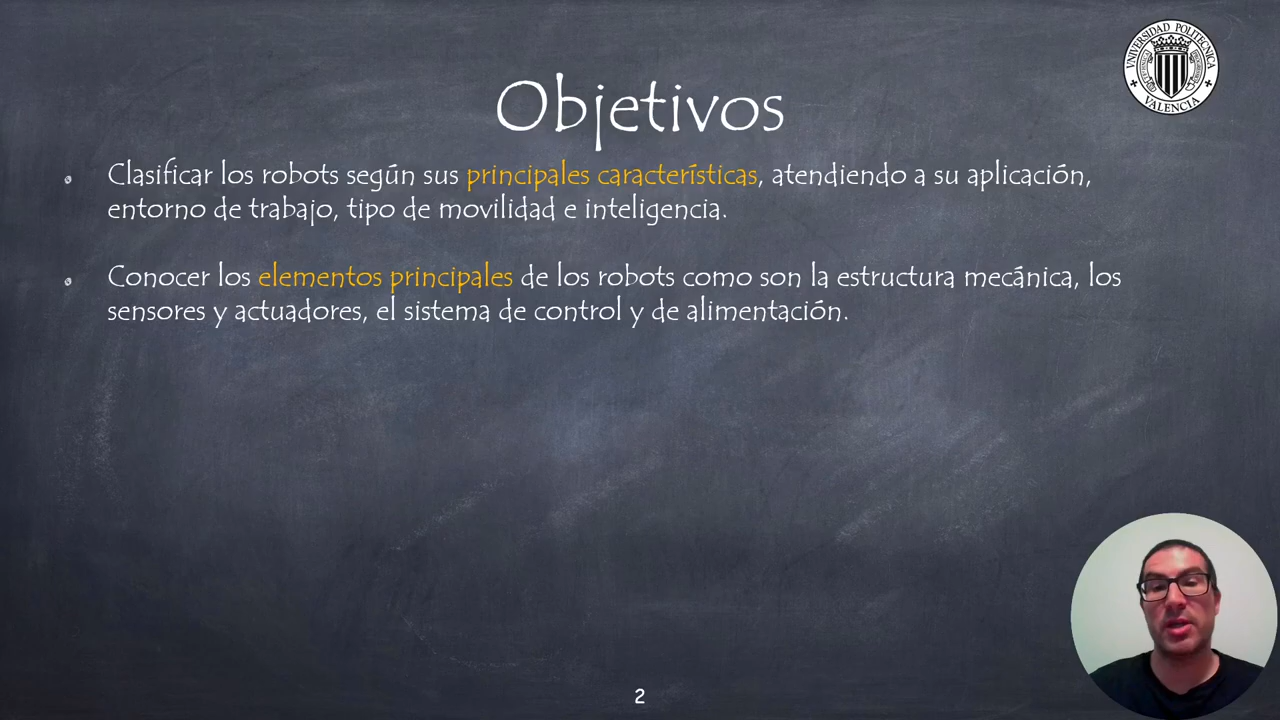 UNIVERSIDAD POLITECNICA
VALENCIA
Objetivos
Clasificar los robots según sus principales características, atendiendo a su aplicación,
entorno de trabajo, tipo de movilidad e inteligencia.
Conocer los elementos principales de los robots como son la estructura mecánica, los
sensores y actuadores, el sistema de control y de alimentación.
2